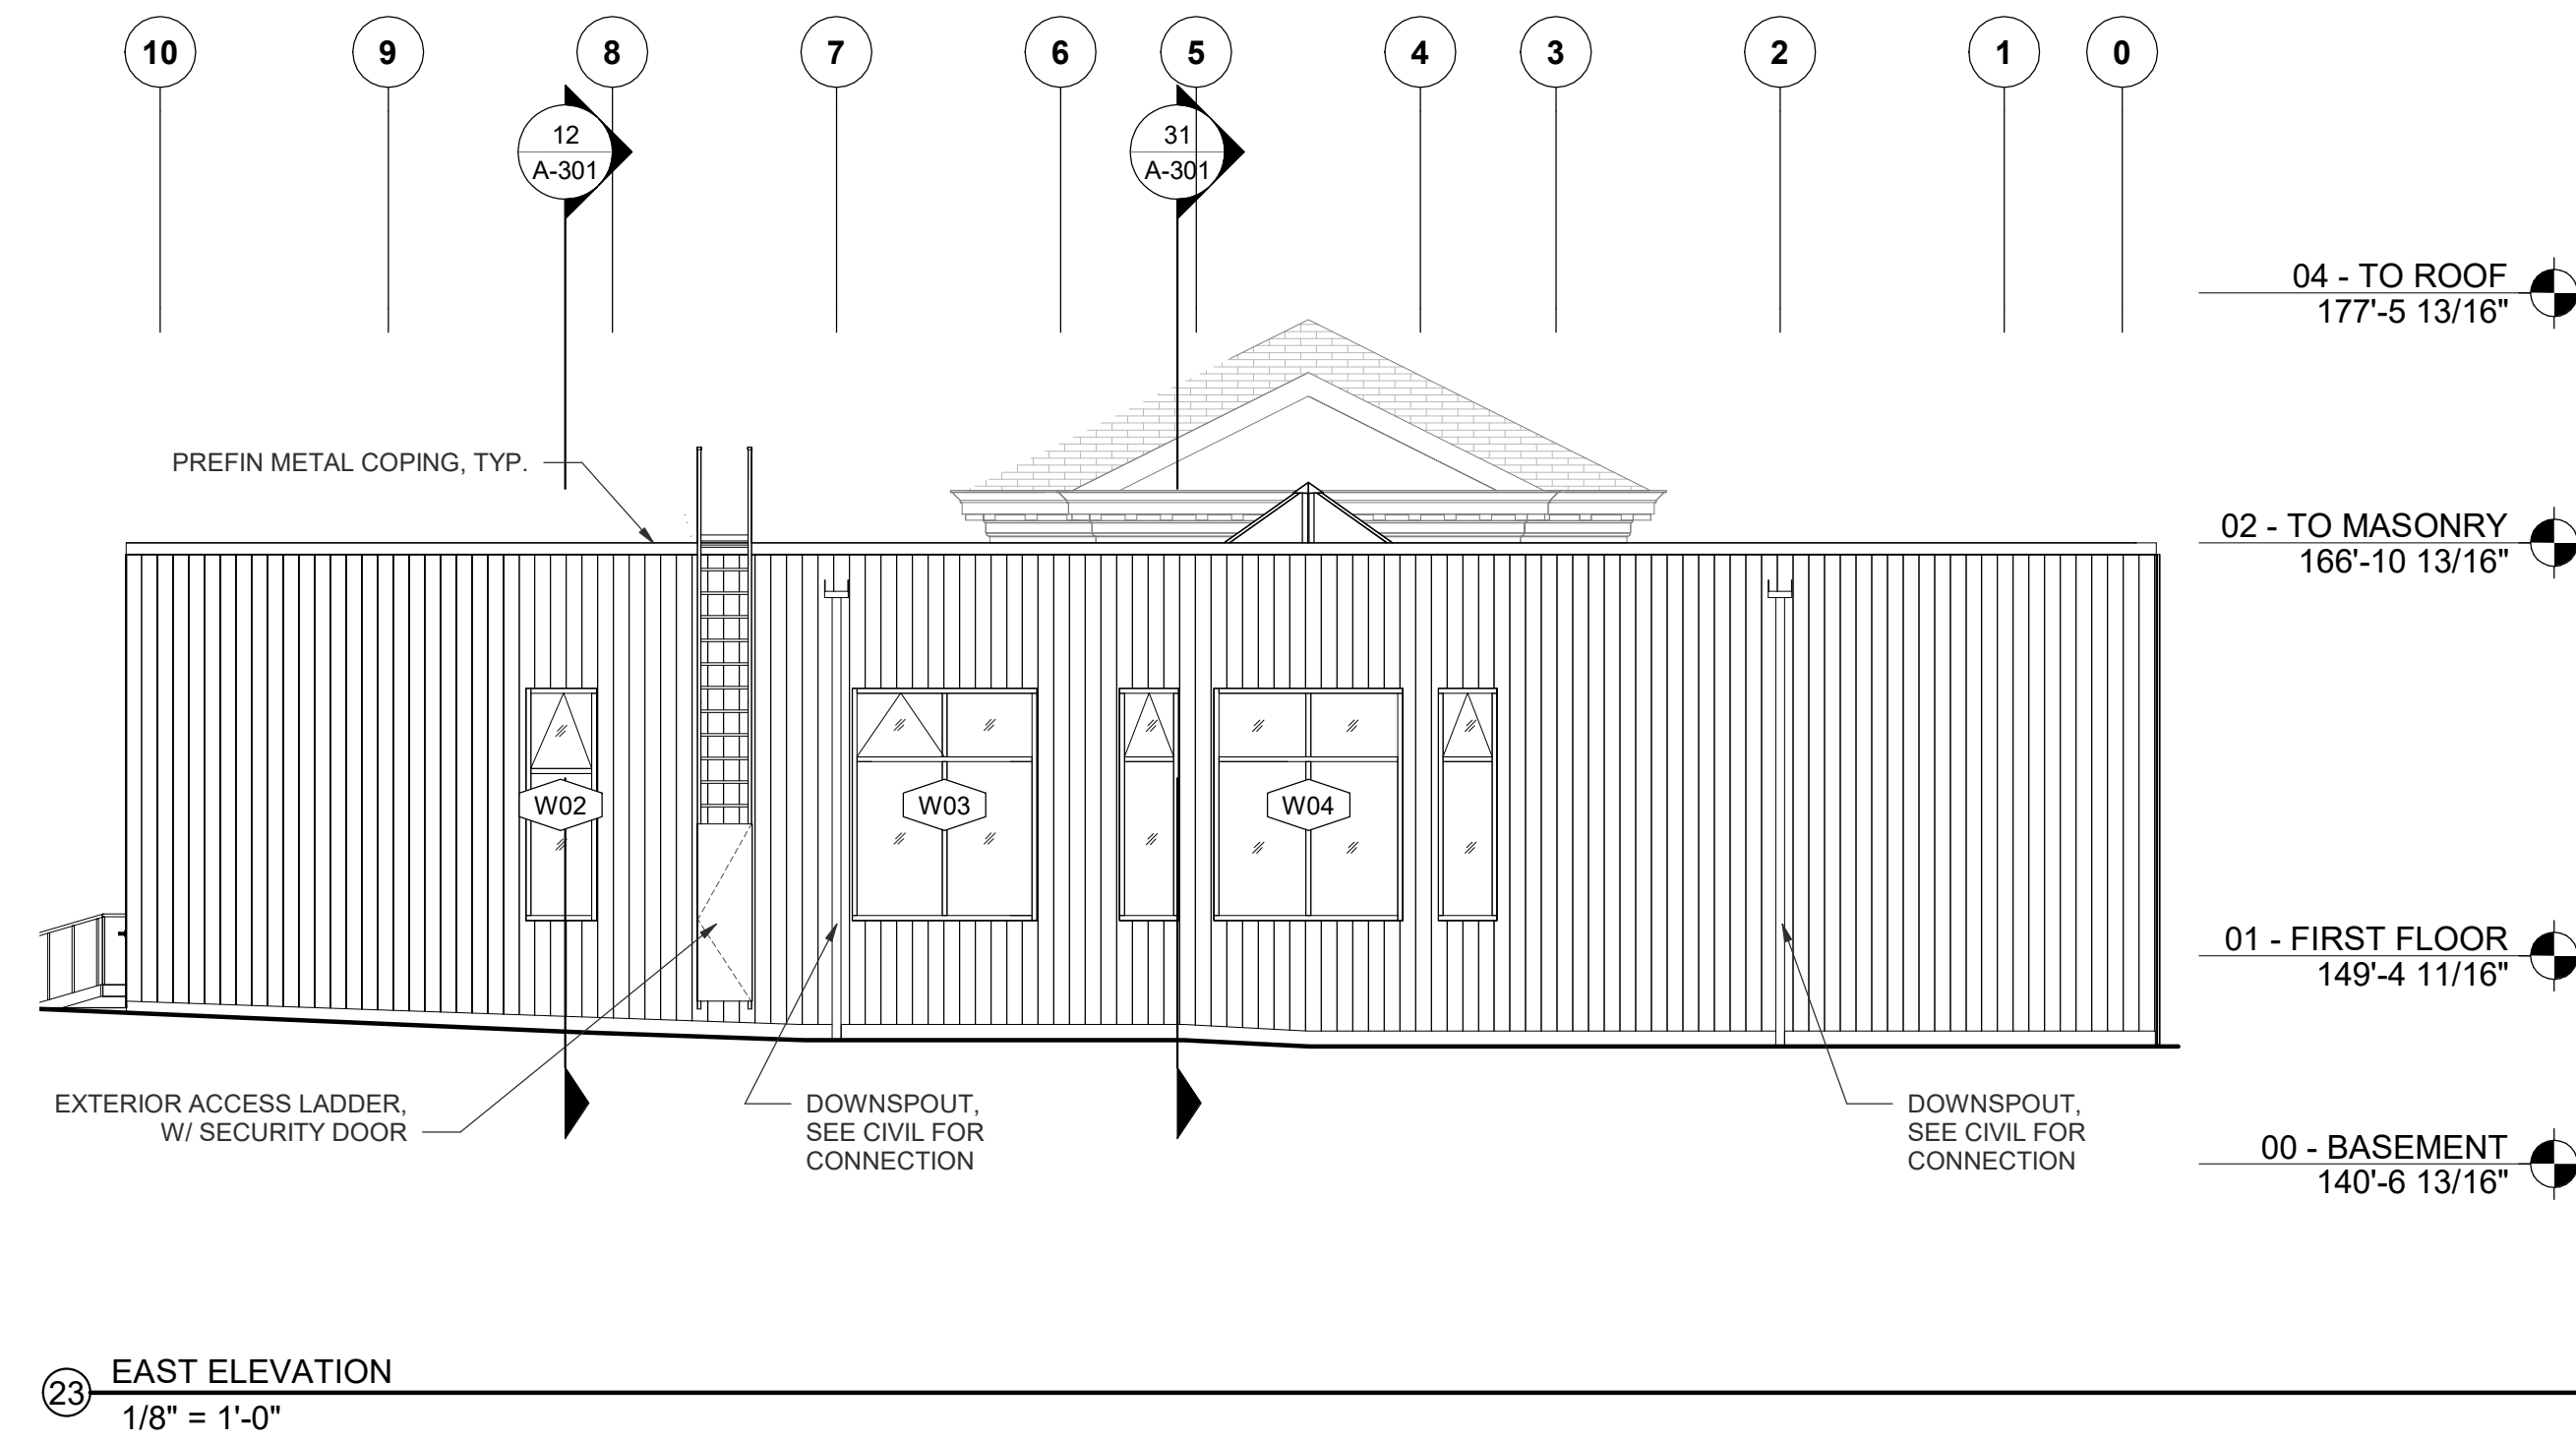 10 9 8 7 6 5 4 3 2 1 0
12
A-301
31
A-301
04 - TO ROOF
177'-5 13/16"
PREFIN METAL COPING, TYP.
02 - TO MASONRY
166'-10 13/16"
W02
W03
W04
01 - FIRST FLOOR
149'-4 11/16"
EXTERIOR ACCESS LADDER,
W/ SECURITY DOOR
DOWNSPOUT,
SEE CIVIL FOR
CONNECTION
DOWNSPOUT,
SEE CIVIL FOR
CONNECTION
00 - BASEMENT
140'-6 13/16"
23
EAST ELEVATION
1/8" = 1'-0"